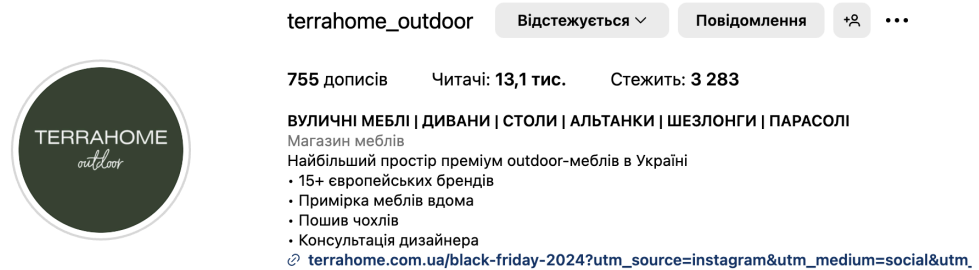 terrahome_outdoor
Відстежується
Повідомлення
755 дописів
Читачі: 13,1 тис.
Стежить: 3 283
TERRAHOME
outdoor
ВУЛИЧНІ МЕБЛІ | ДИВАНИ | СТОЛИ | АЛЬТАНКИ | ШЕЗЛОНГИ | ПАРАСОЛІ
Магазин меблів
Найбільший простір преміум outdoor-меблів в Україні
• 15+ європейських брендів
• Примірка меблів вдома
• Пошив чохлів
• Консультація дизайнера
terrahome.com.ua/black-friday-2024?utm_source=instagram&utm_medium=social&utm_